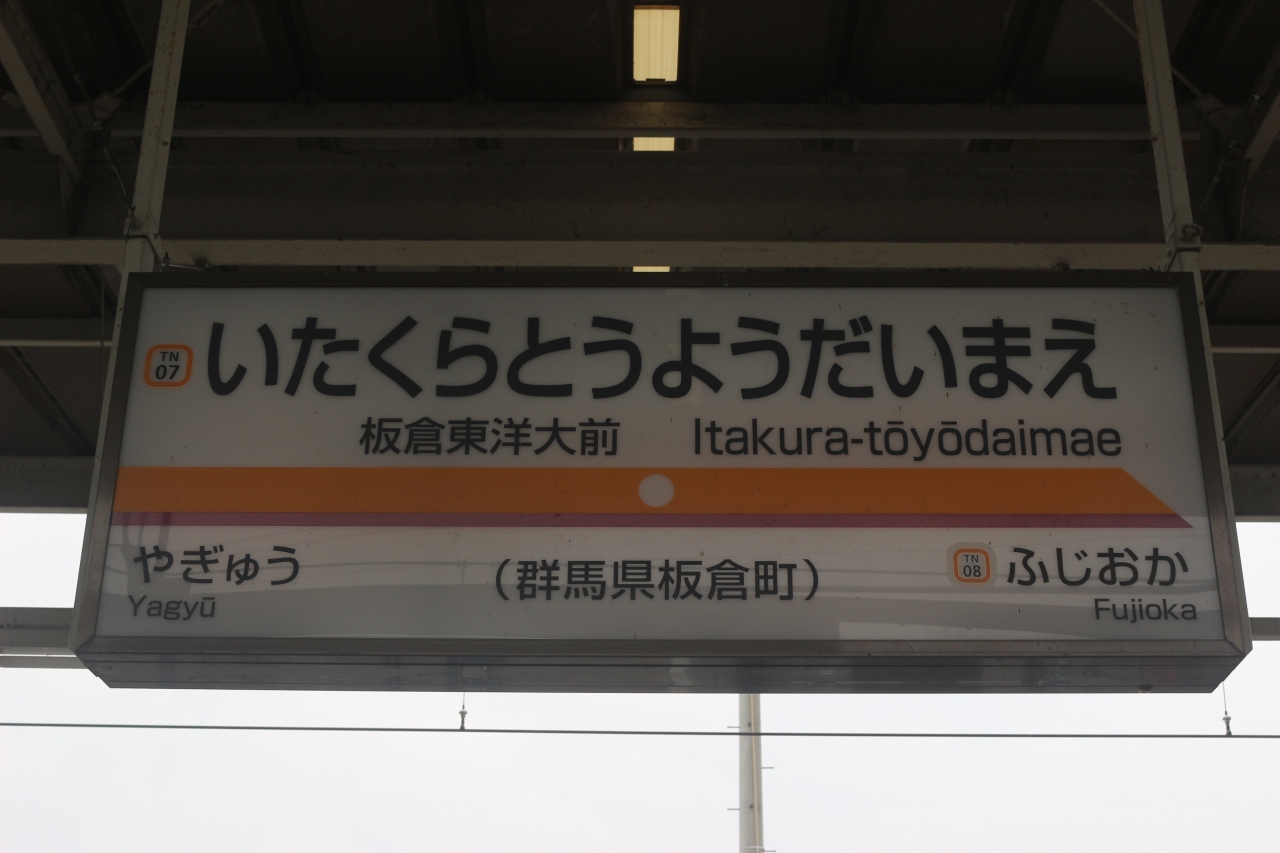 TN
07
いたくらとうようだいまえ
板倉東洋大前 Itakura-tōyōdaimae
やぎゅう
Yagyū
(群馬県板倉町)
TN
08
ふじおか
Fujioka